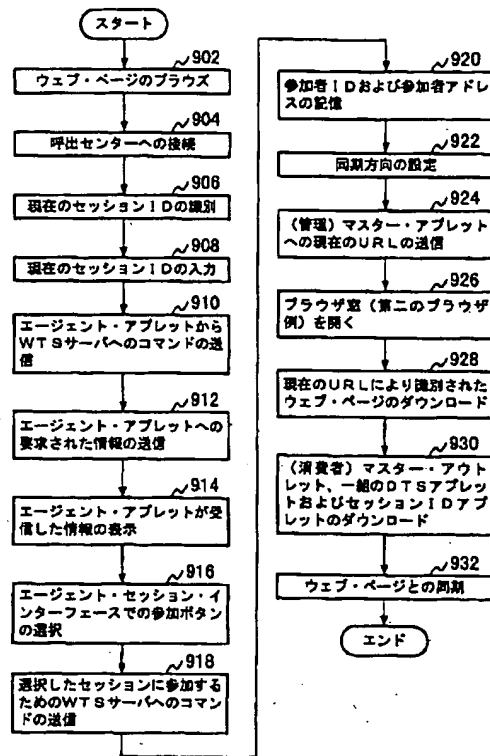 スタート
902
ウェブ・ページのブラウズ
904
呼出センターへの接続
906
現在のセッションIDの識別
908
現在のセッションIDの入力
910
エージェント・アプレットから
WTSサーバへのコマンドの送
信
912
エージェント・アプレットへの
要求された情報の送信
914
エージェント・アプレットが受
信した情報の表示
916
エージェント・セッション・イ
ンターフェースでの参加ボタン
の選択
918
選択したセッションに参加する
ためのWTSサーバへのコマン
ドの送信
920
参加者IDおよび参加者アドレ
スの記憶
922
同期方向の設定
924
(管理)マスター・アプレット
への現在のURLの送信
926
ブラウザ窓(第二のブラウザ
例)を開く
928
現在のURLにより識別された
ウェブ・ページのダウンロード
930
(消費者)マスター・アウト
レット、一組のDTSアプレッ
トおよびセッションIDアプ
レットのダウンロード
932
ウェブ・ページとの同期
エンド